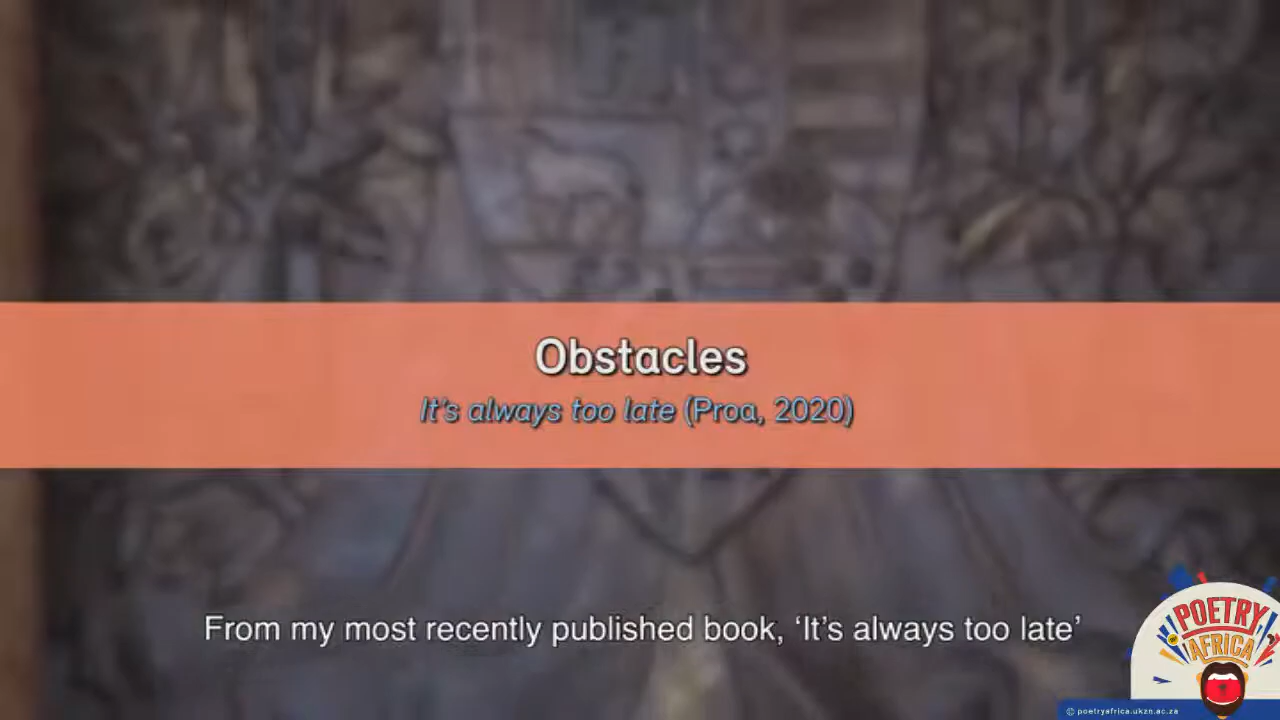 Obstacles
It's always too late (Proa, 2020)
From my most recently published book, ‘It’s always too late’
POETRY
AFRICA
© poetryafrica.ukzn.ac.za